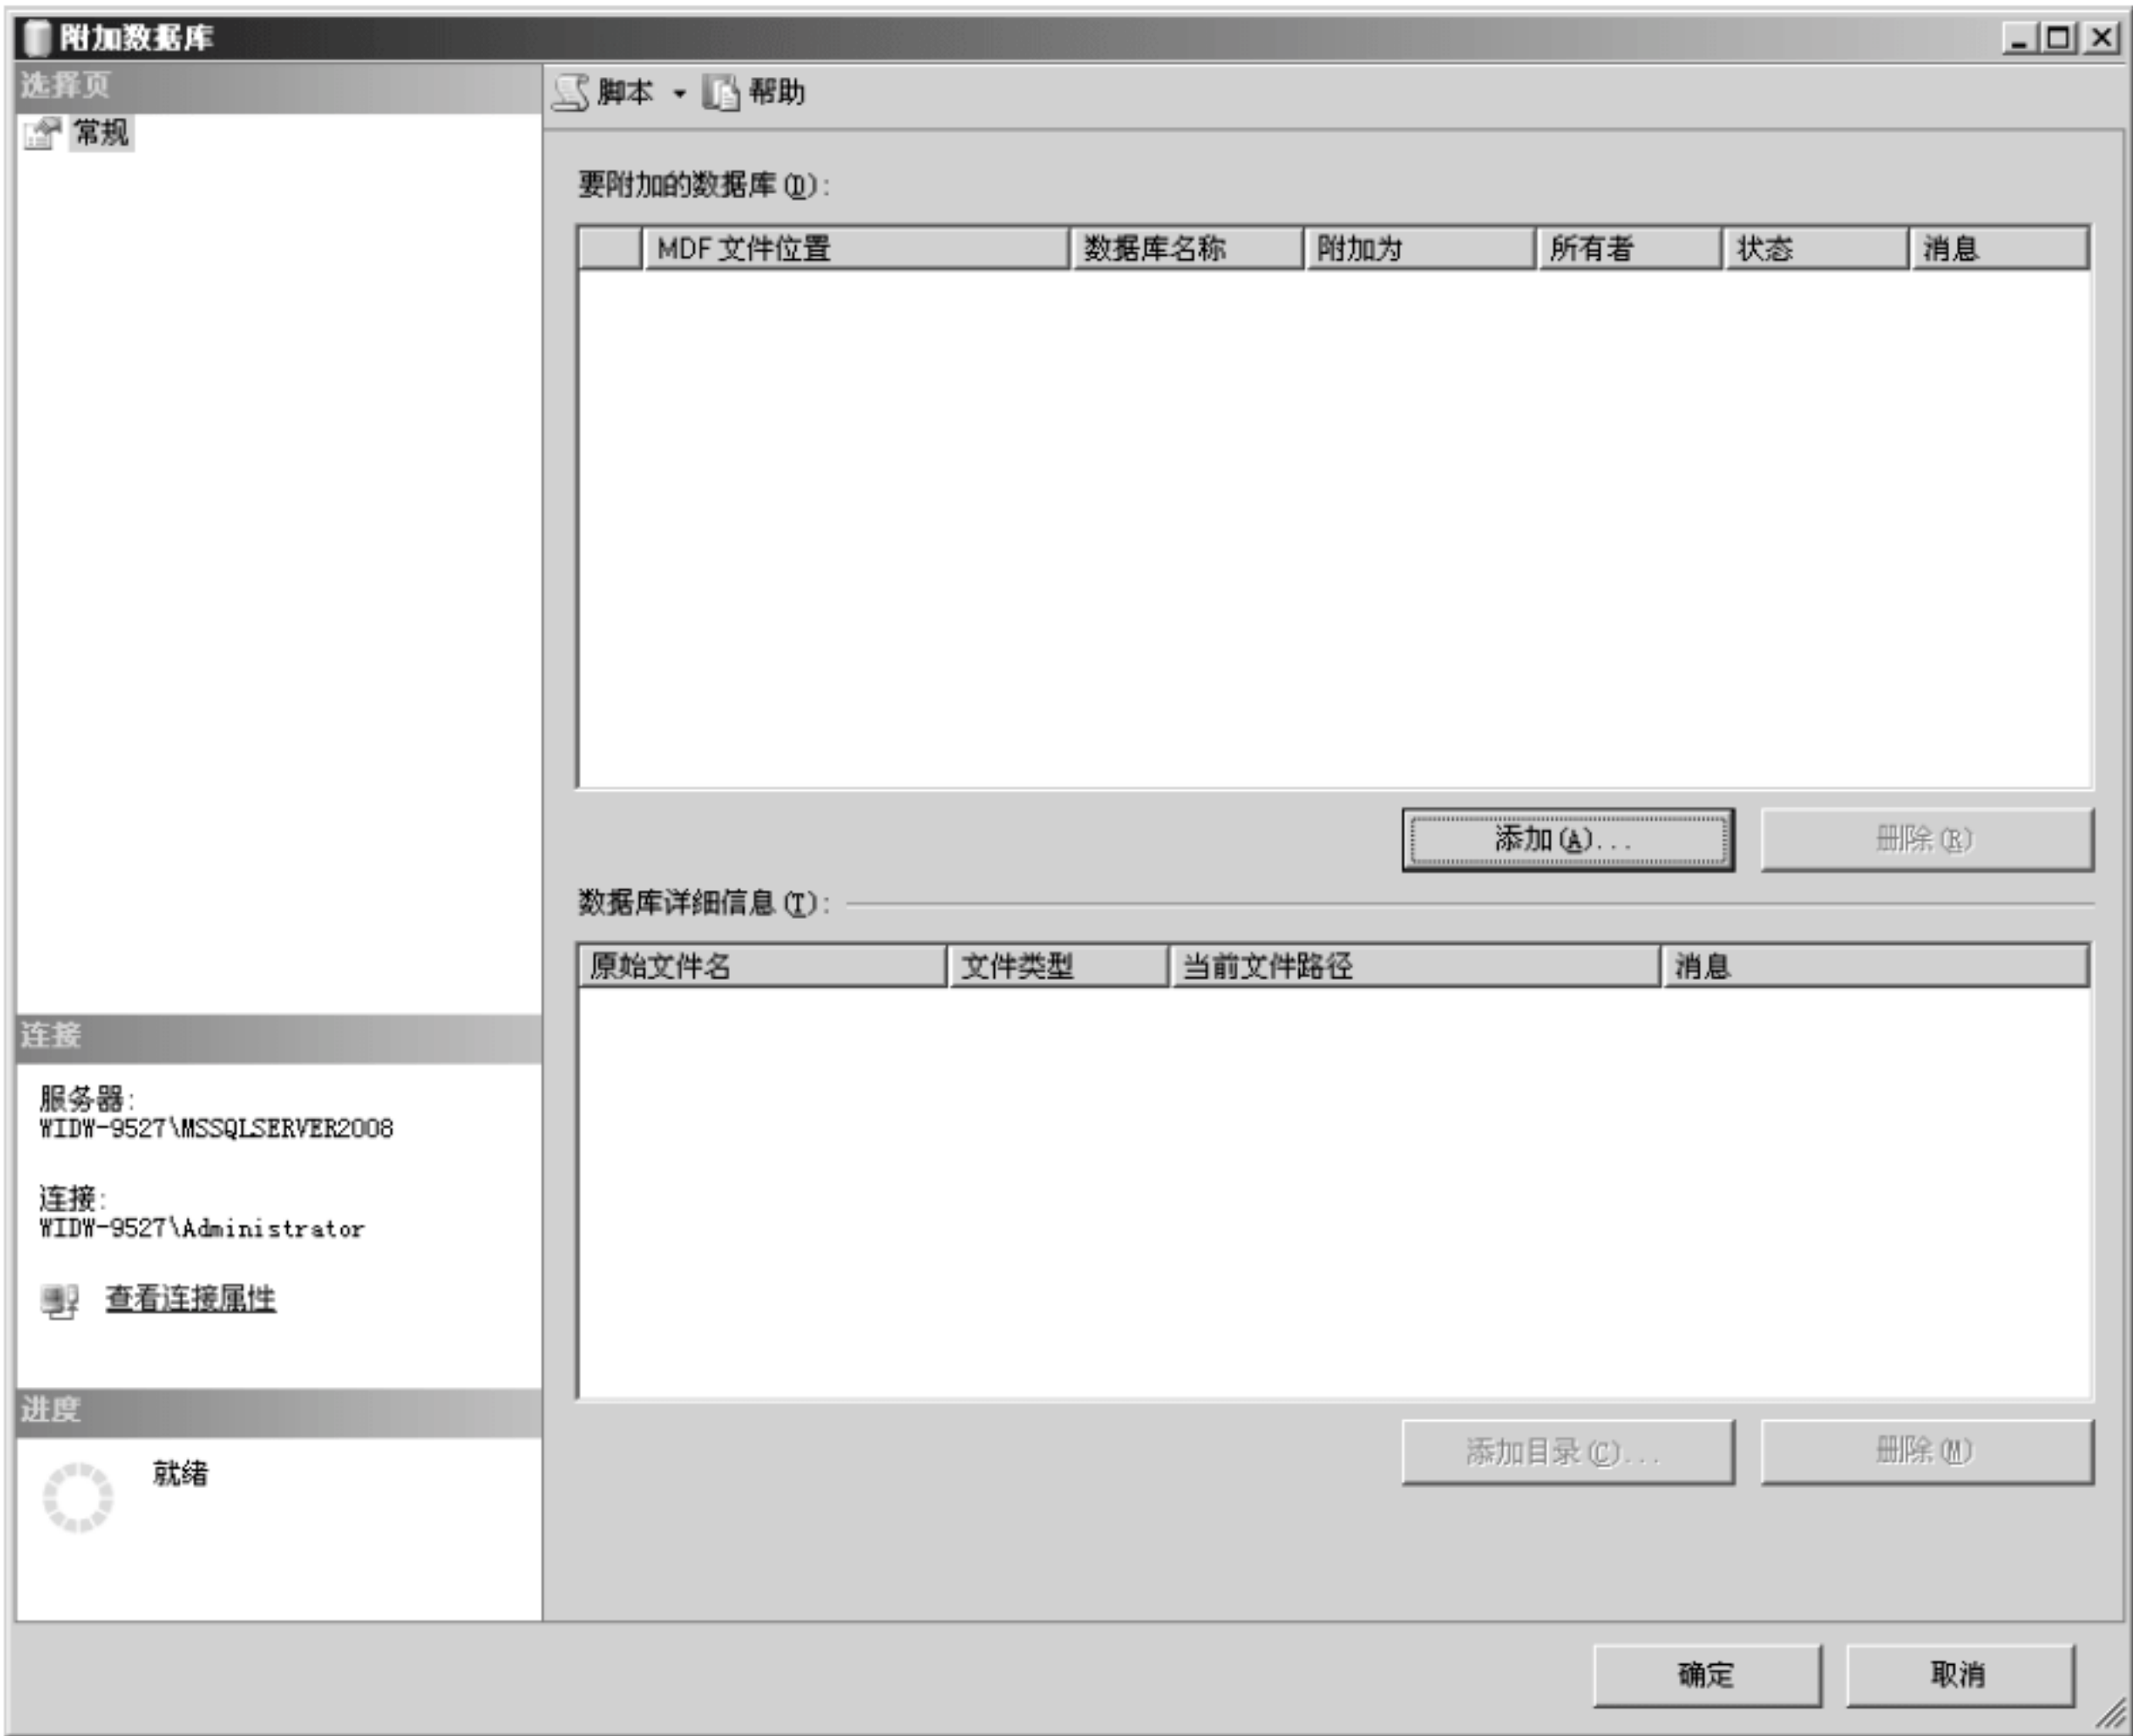 附加数据库
选择页
常规
脚本 帮助
要附加的数据库(D):
MDF 文件位置 数据库名称 附加为 所有者 状态 消息
添加(A)... 删除(R)
数据库详细信息(T):
原始文件名 文件类型 当前文件路径 消息
连接
服务器:
WIDW-9527\MSSQLSERVER2008
连接:
WIDW-9527\Administrator
查看连接属性
进度
就绪
添加目录(C)... 删除(M)
确定 取消